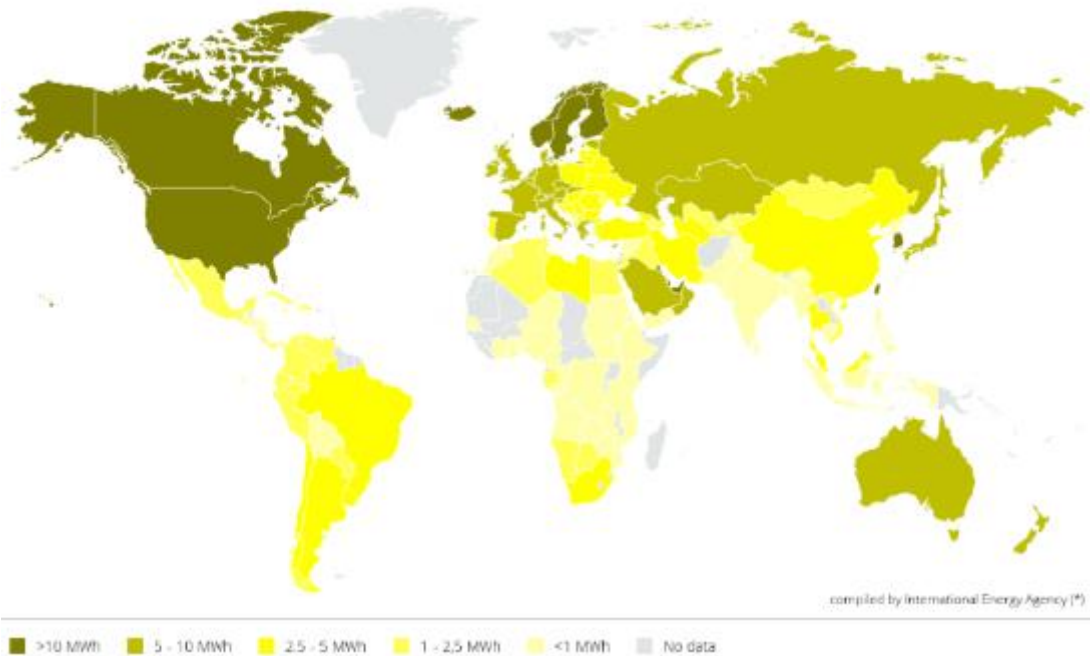 compiled by International Energy Agency (*)
>10 MWh 5 - 10 MWh 2.5 - 5 MWh 1 - 2,5 MWh <1 MWh No data